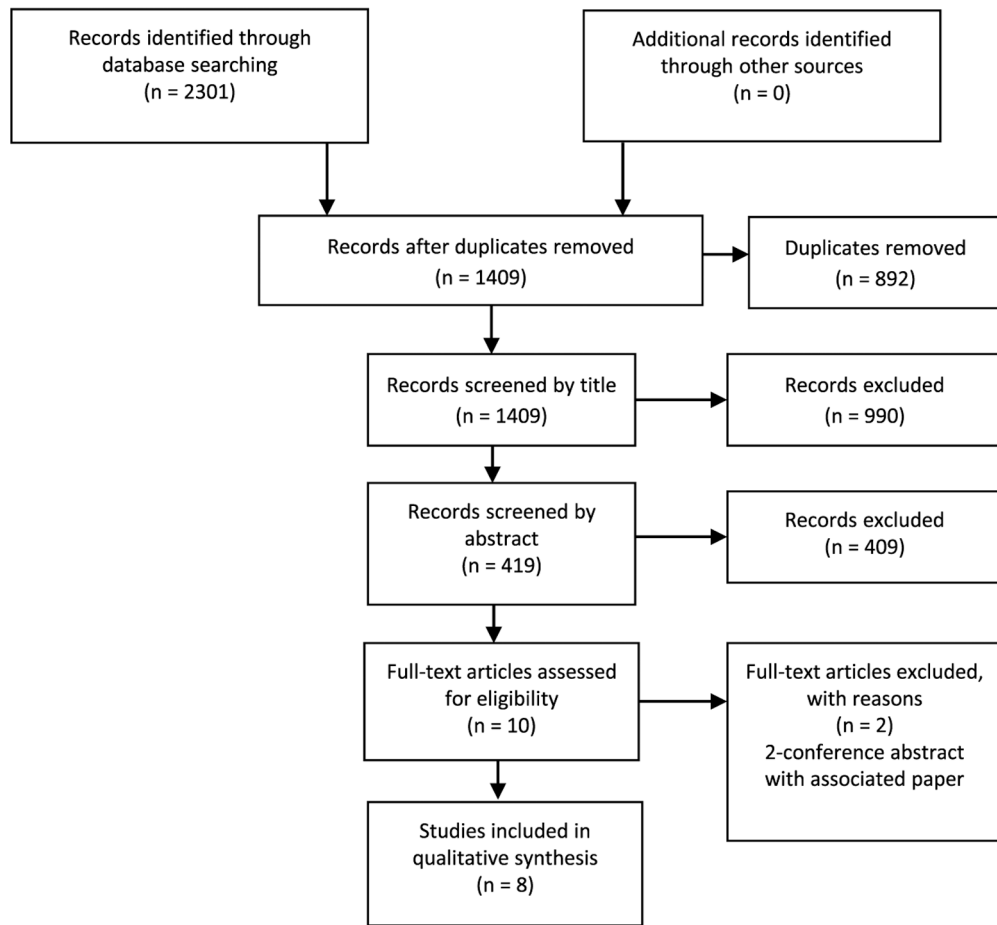 Records identified through
database searching
(n = 2301)
Additional records identified
through other sources
(n = 0)
Records after duplicates removed
(n = 1409)
Duplicates removed
(n = 892)
Records screened by title
(n = 1409)
Records excluded
(n = 990)
Records screened by
abstract
(n = 419)
Records excluded
(n = 409)
Full-text articles assessed
for eligibility
(n = 10)
Full-text articles excluded,
with reasons
(n = 2)
2-conference abstract
with associated paper
Studies included in
qualitative synthesis
(n = 8)